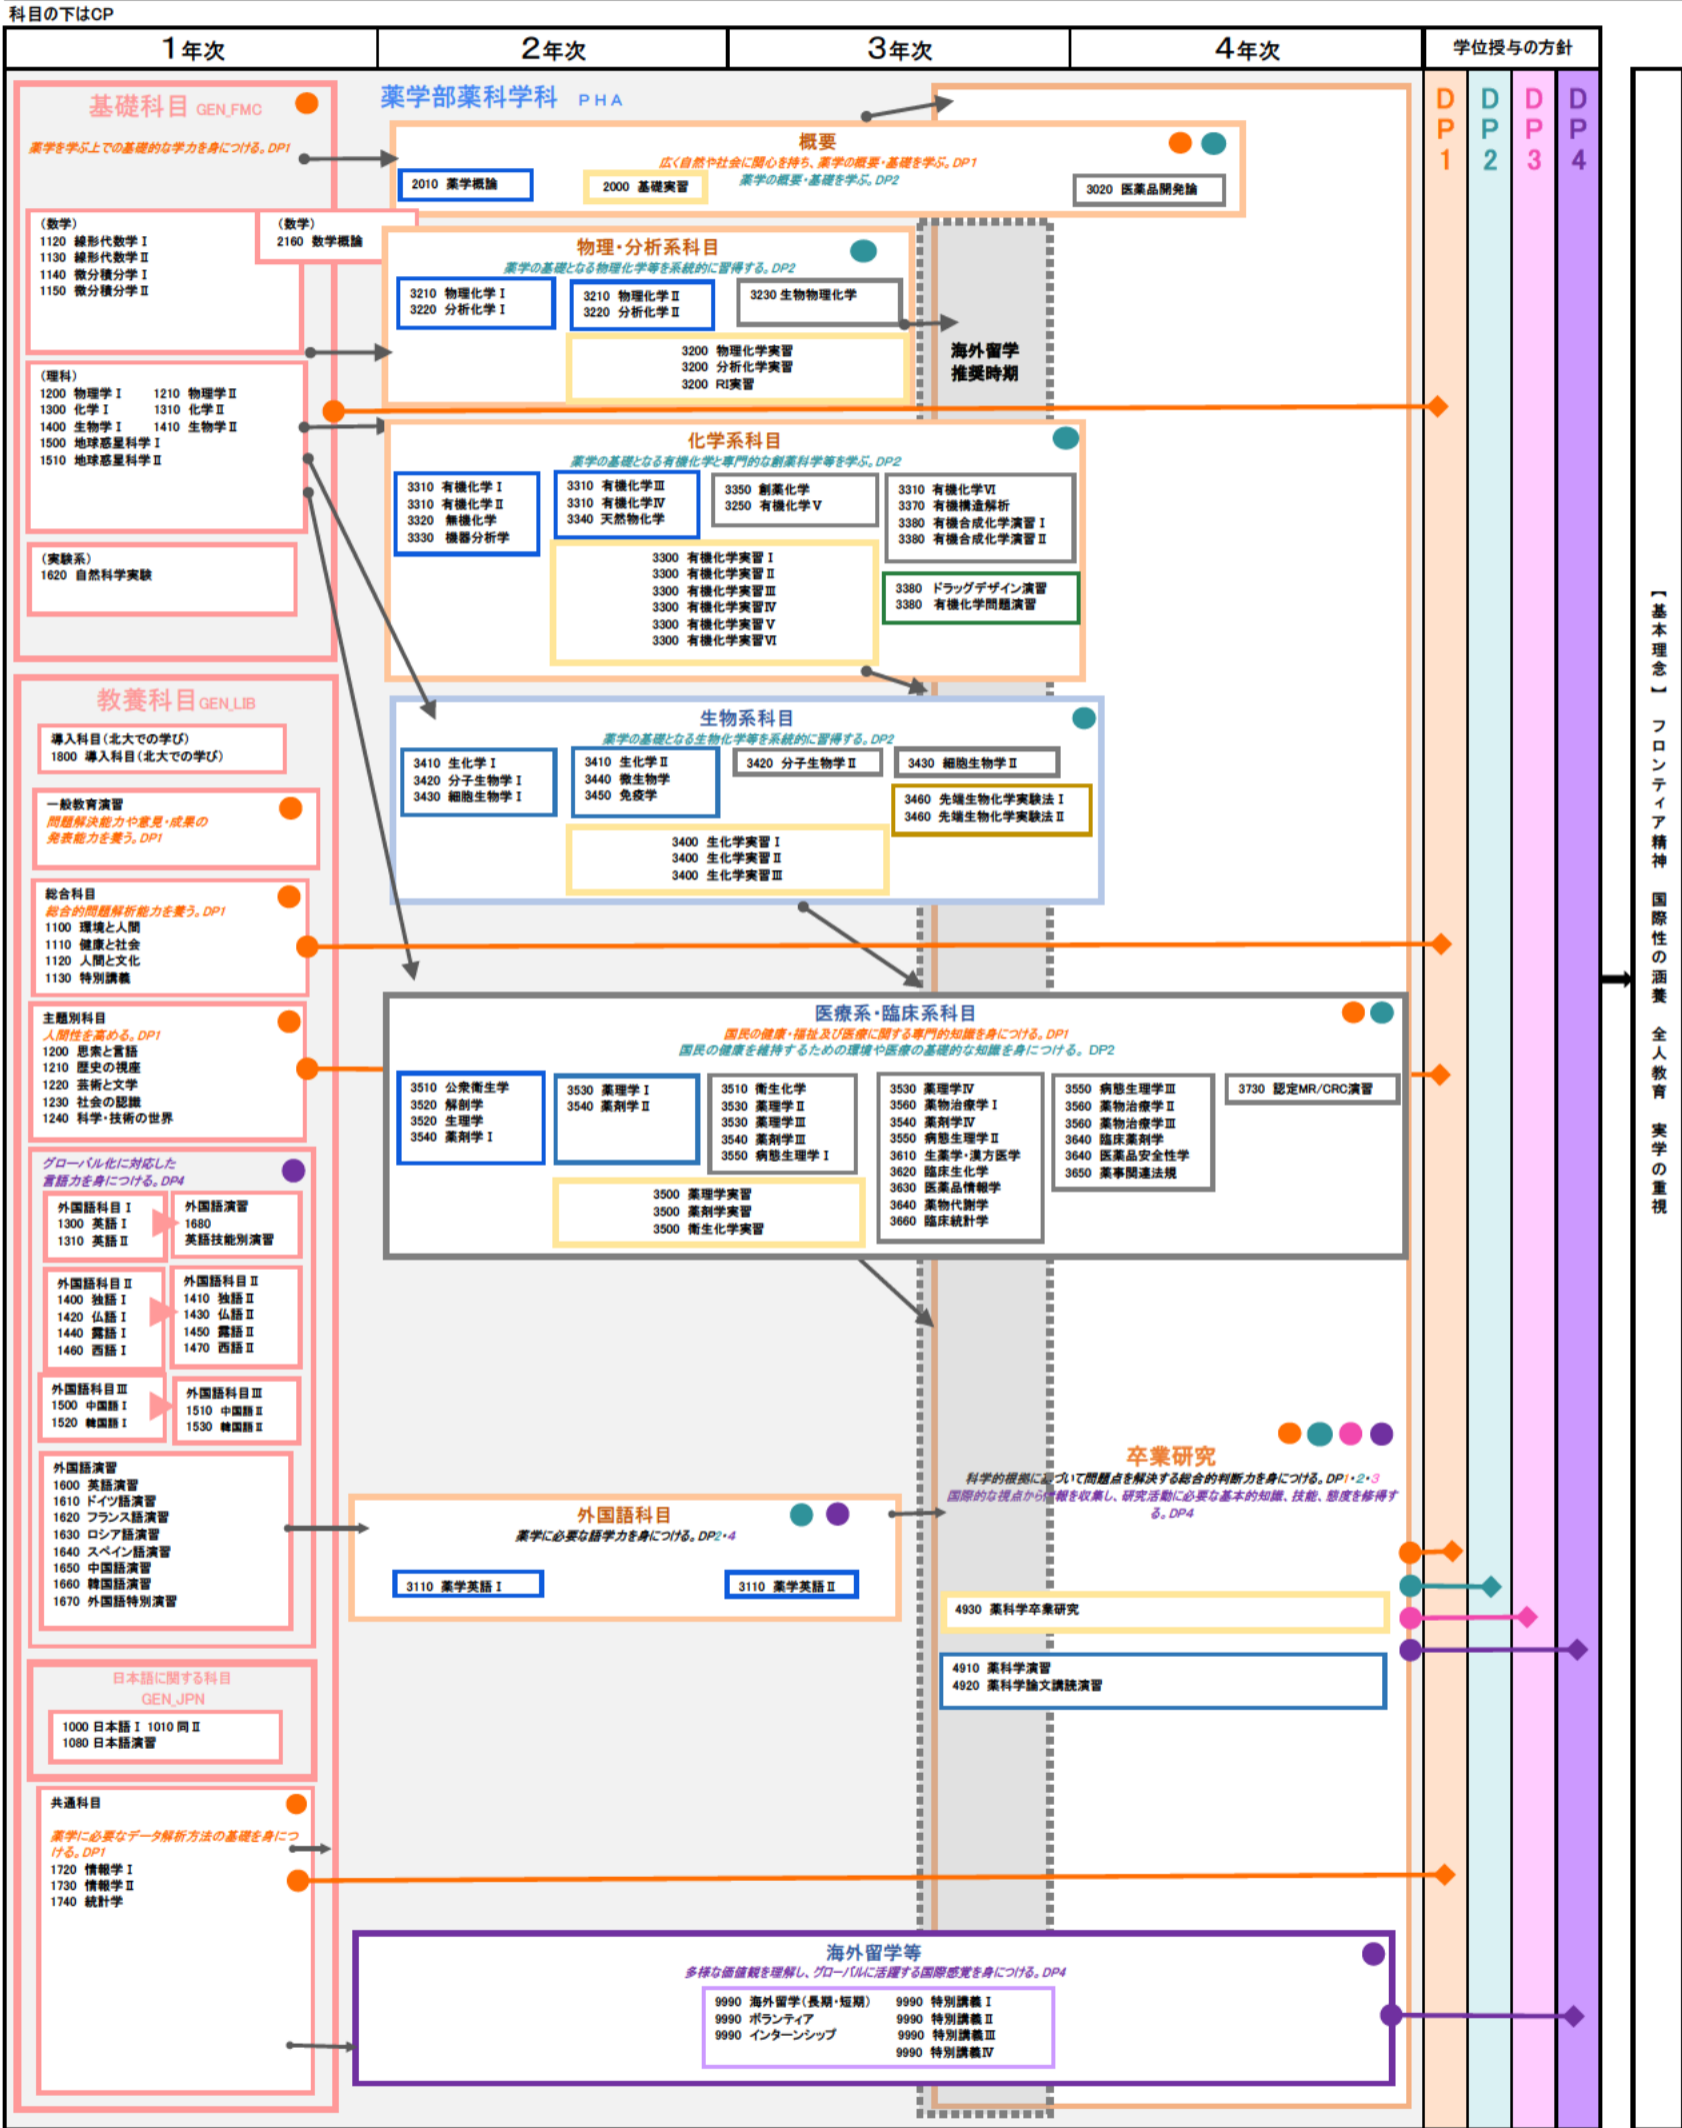 科目の下はCP
1年次
2年次
3年次
4年次
学位授与の方針
基礎科目 GEN_FMC
薬学を学ぶ上での基礎的な学力を身につける。DP1
(数学)
1120 線形代数学Ⅰ
1130 線形代数学Ⅱ
1140 微分積分学Ⅰ
1150 微分積分学Ⅱ
(数学)
2160 数学概論
(理科)
1200 物理学Ⅰ 1210 物理学Ⅱ
1300 化学Ⅰ 1310 化学Ⅱ
1400 生物学Ⅰ 1410 生物学Ⅱ
1500 地球惑星科学Ⅰ
1510 地球惑星科学Ⅱ
(実験系)
1620 自然科学実験
教養科目 GEN_LIB
導入科目(北大での学び)
1800 導入科目(北大での学び)
一般教育演習
問題解決能力や意見・成果の
発表能力を養う。DP1
総合科目
総合的問題解析能力を養う。DP1
1100 環境と人間
1110 健康と社会
1120 人間と文化
1130 特別講義
主題別科目
人間性を高める。DP1
1200 思索と言語
1210 歴史の視座
1220 芸術と文学
1230 社会の認識
1240 科学・技術の世界
グローバル化に対応した
言語力を身につける。DP4
外国語科目Ⅰ
1300 英語Ⅰ
1310 英語Ⅱ
外国語演習
1680
英語技能別演習
外国語科目Ⅱ
1400 独語Ⅰ
1420 仏語Ⅰ
1440 露語Ⅰ
1460 西語Ⅰ
外国語科目Ⅱ
1410 独語Ⅱ
1430 仏語Ⅱ
1450 露語Ⅱ
1470 西語Ⅱ
外国語科目Ⅲ
1500 中国語Ⅰ
1520 韓国語Ⅰ
外国語科目Ⅲ
1510 中国語Ⅱ
1530 韓国語Ⅱ
外国語演習
1600 英語演習
1610 ドイツ語演習
1620 フランス語演習
1630 ロシア語演習
1640 スペイン語演習
1650 中国語演習
1660 韓国語演習
1670 外国語特別演習
日本語に関する科目
GEN_JPN
1000 日本語Ⅰ 1010 同Ⅱ
1080 日本語演習
共通科目
薬学に必要なデータ解析方法の基礎を身につ
ける。DP1
1720 情報学Ⅰ
1730 情報学Ⅱ
1740 統計学
薬学部薬科学科 PHA
概要
広く自然や社会に関心を持ち、薬学の概要・基礎を学ぶ。DP1
薬学の概要・基礎を学ぶ。DP2
2010 薬学概論
2000 基礎実習
3020 医薬品開発論
物理・分析系科目
薬学の基礎となる物理化学等を系統的に習得する。DP2
3210 物理化学Ⅰ
3220 分析化学Ⅰ
3210 物理化学Ⅱ
3220 分析化学Ⅱ
3230 生物物理化学
3200 物理化学実習
3200 分析化学実習
3200 RI実習
海外留学
推奨時期
化学系科目
薬学の基礎となる有機化学と専門的な創薬科学等を学ぶ。DP2
3310 有機化学Ⅰ
3310 有機化学Ⅱ
3320 無機化学
3330 機器分析学
3310 有機化学Ⅲ
3310 有機化学Ⅳ
3340 天然物化学
3350 創薬化学
3250 有機化学Ⅴ
3310 有機化学Ⅵ
3370 有機構造解析
3380 有機合成化学演習Ⅰ
3380 有機合成化学演習Ⅱ
3300 有機化学実習Ⅰ
3300 有機化学実習Ⅱ
3300 有機化学実習Ⅲ
3300 有機化学実習Ⅳ
3300 有機化学実習Ⅴ
3300 有機化学実習Ⅵ
3380 ドラッグデザイン演習
3380 有機化学問題演習
生物系科目
薬学の基礎となる生物化学等を系統的に習得する。DP2
3410 生化学Ⅰ
3420 分子生物学Ⅰ
3430 細胞生物学Ⅰ
3410 生化学Ⅱ
3440 微生物学
3450 免疫学
3420 分子生物学Ⅱ
3430 細胞生物学Ⅱ
3460 先端生物化学実験法Ⅰ
3460 先端生物化学実験法Ⅱ
3400 生化学実習Ⅰ
3400 生化学実習Ⅱ
3400 生化学実習Ⅲ
医療系・臨床系科目
国民の健康・福祉及び医療に関する専門的知識を身につける。DP1
国民の健康を維持するための環境や医療の基礎的な知識を身につける。DP2
3510 公衆衛生学
3520 解剖学
3520 生理学
3540 薬剤学Ⅰ
3530 薬理学Ⅰ
3540 薬剤学Ⅱ
3510 衛生化学
3530 薬理学Ⅱ
3530 薬理学Ⅲ
3540 薬剤学Ⅲ
3550 病態生理学Ⅰ
3530 薬理学Ⅳ
3560 薬物治療学Ⅰ
3540 薬剤学Ⅳ
3550 病態生理学Ⅱ
3610 生薬学・漢方医学
3620 臨床生化学
3630 医薬品情報学
3640 薬物代謝学
3660 臨床統計学
3550 病態生理学Ⅲ
3560 薬物治療学Ⅱ
3560 薬物治療学Ⅲ
3640 臨床薬剤学
3640 医薬品安全性学
3650 薬事関連法規
3730 認定MR/CRC演習
3500 薬理学実習
3500 薬剤学実習
3500 衛生化学実習
外国語科目
薬学に必要な語学力を身につける。DP2・4
3110 薬学英語Ⅰ
3110 薬学英語Ⅱ
卒業研究
科学的根拠に基づいて問題点を解決する総合的判断力を身につける。DP1・2・3
国際的な視点から情報を収集し、研究活動に必要な基本的知識、技能、態度を修得す
る。DP4
4930 薬科学卒業研究
4910 薬科学演習
4920 薬科学論文講読演習
海外留学等
多様な価値観を理解し、グローバルに活躍する国際感覚を身につける。DP4
9990 海外留学(長期・短期)
9990 ボランティア
9990 インターンシップ
9990 特別講義Ⅰ
9990 特別講義Ⅱ
9990 特別講義Ⅲ
9990 特別講義Ⅳ
DP1
DP2
DP3
DP4
【基本理念】 フロンティア精神 国際性の涵養 全人教育 実学の重視